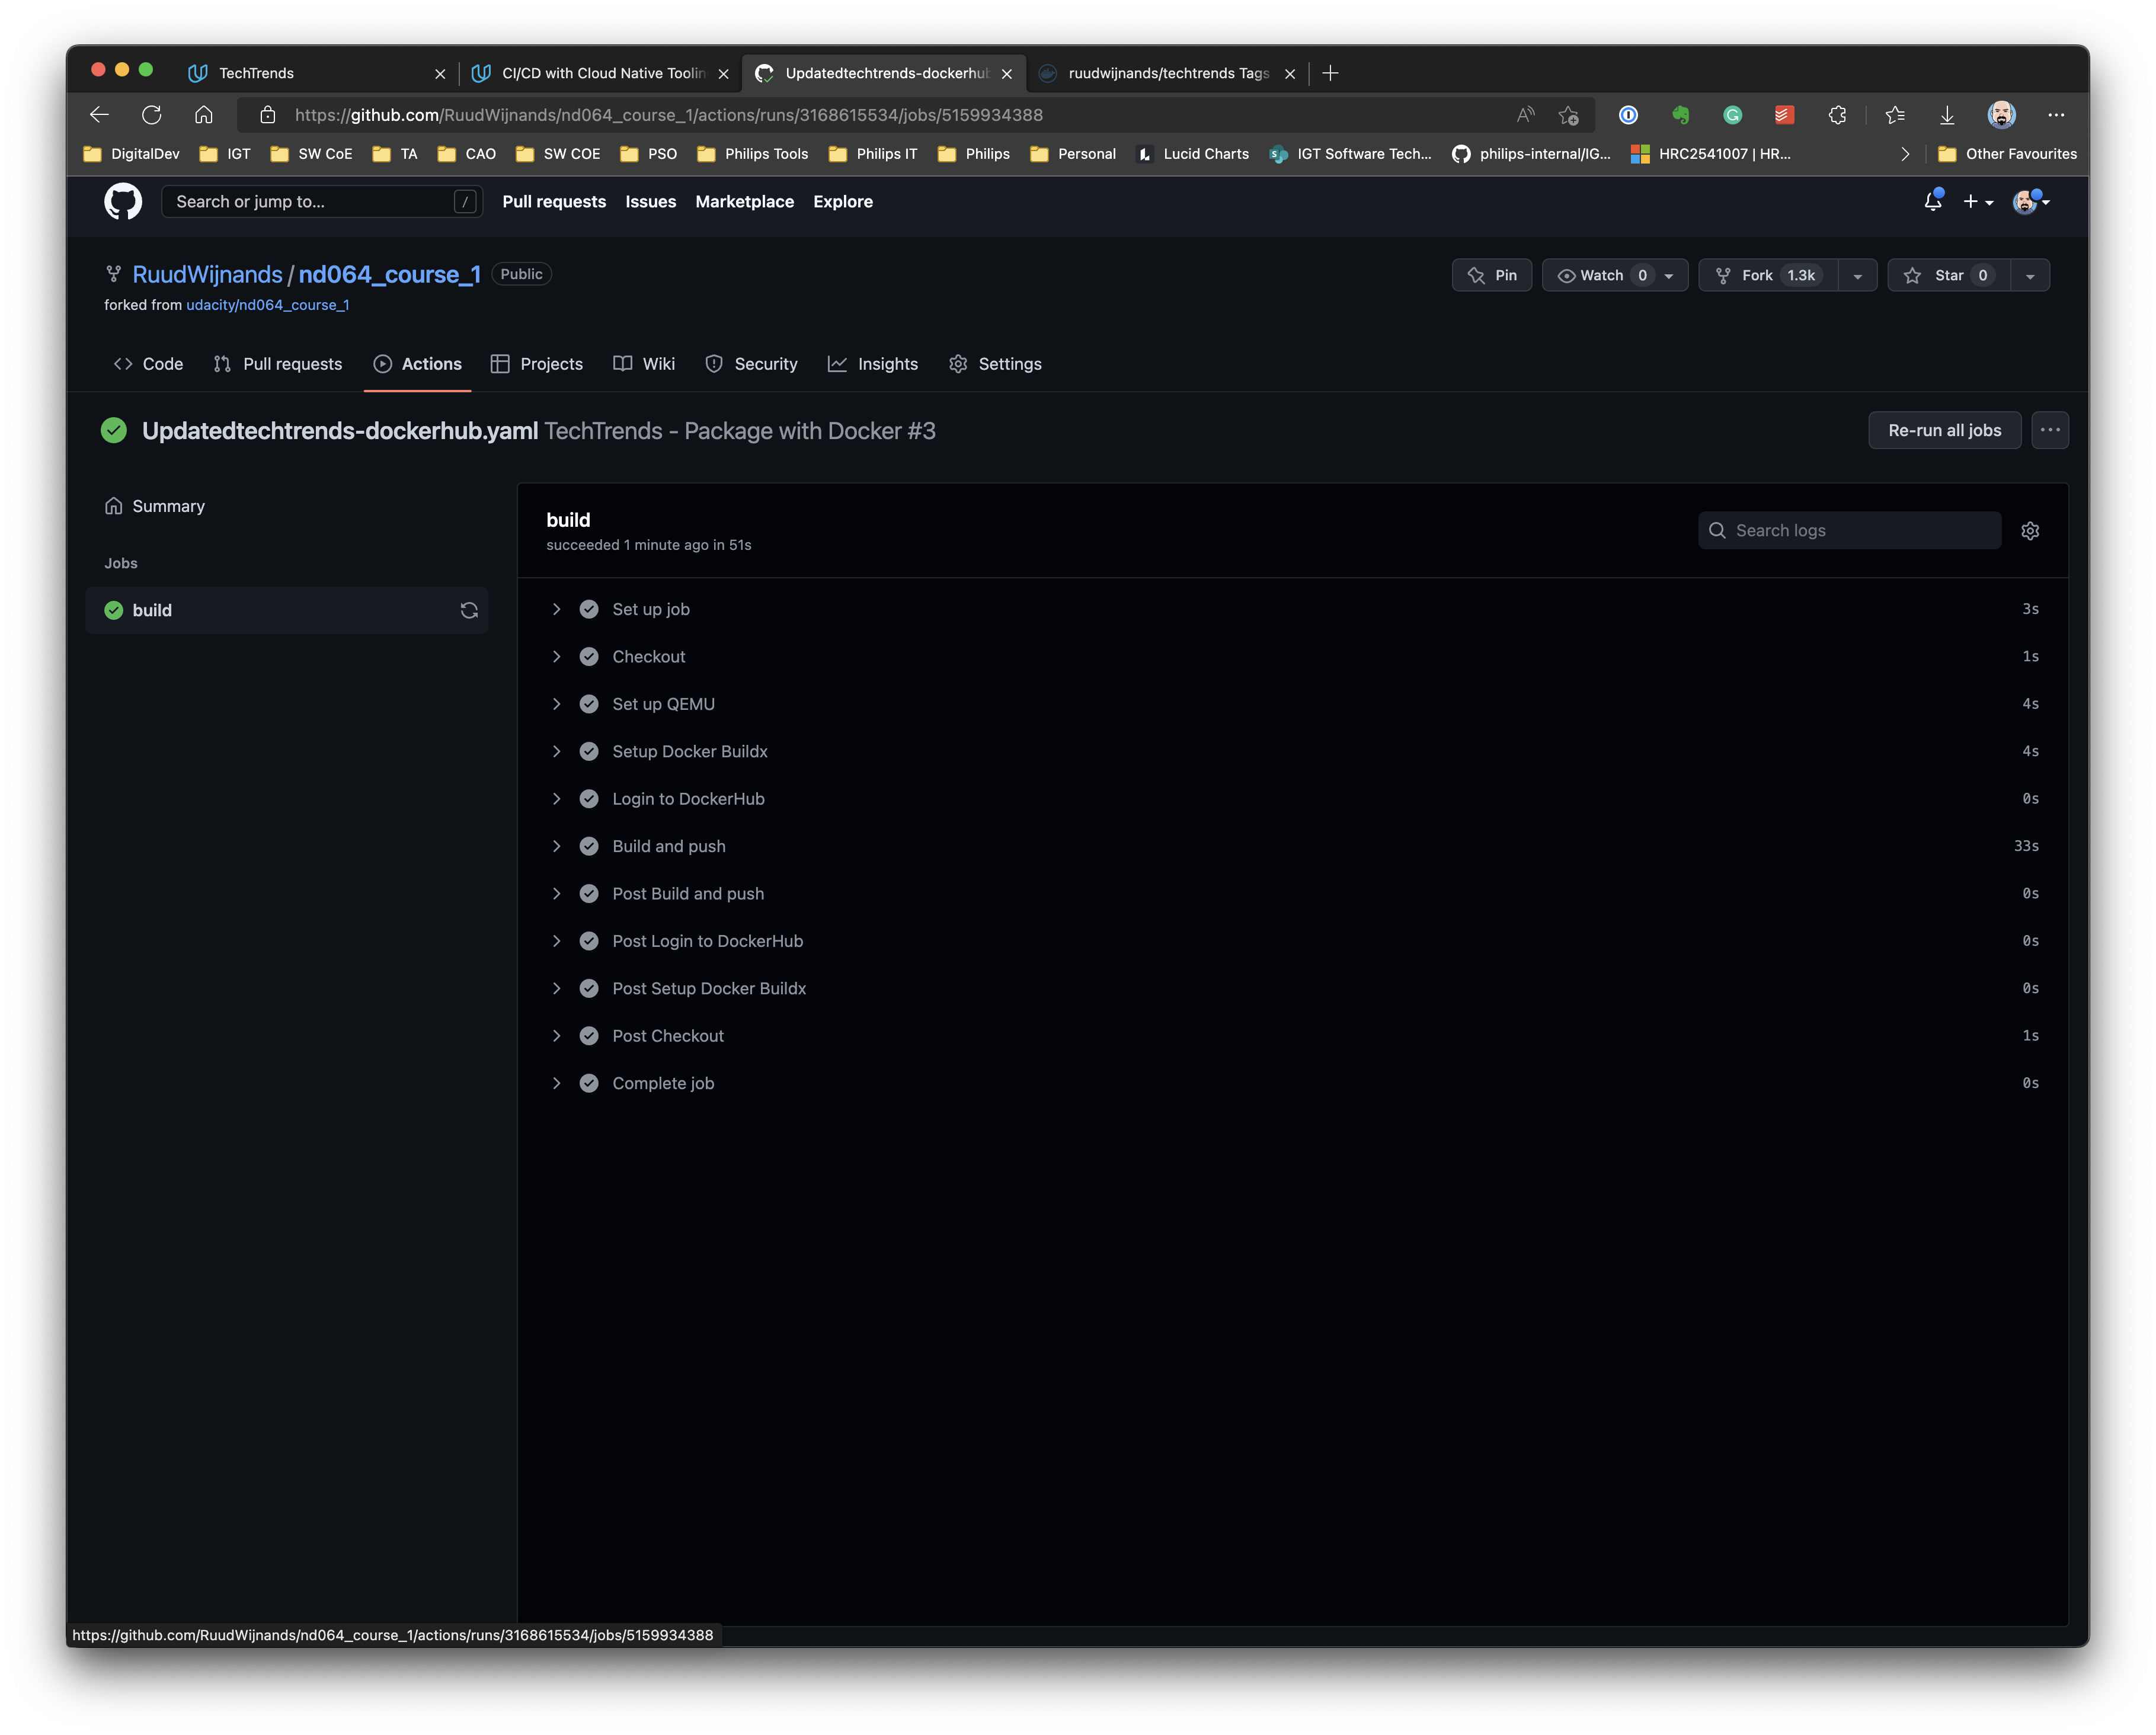 TechTrends
CI/CD with Cloud Native Toolin
Updatedtechtrends-dockerhub
ruudwijnands/techtrends Tags
https://github.com/RuudWijnands/nd064_course_1/actions/runs/3168615534/jobs/5159934388
DigitalDev IGT SW CoE TA CAO SW COE PSO Philips Tools Philips IT Philips Personal Lucid Charts IGT Software Tech... philips-internal/IG... HRC2541007 | HR... Other Favourites
Search or jump to... / Pull requests Issues Marketplace Explore
RuudWijnands / nd064_course_1 Public
Pin Watch 0 Fork 1.3k Star 0
forked from udacity/nd064_course_1
Code Pull requests Actions Projects Wiki Security Insights Settings
Updatedtechtrends-dockerhub.yaml TechTrends - Package with Docker #3
Re-run all jobs
Summary
Jobs
build
build
succeeded 1 minute ago in 51s
Search logs
Set up job 3s
Checkout 1s
Set up QEMU 4s
Setup Docker Buildx 4s
Login to DockerHub 0s
Build and push 33s
Post Build and push 0s
Post Login to DockerHub 0s
Post Setup Docker Buildx 0s
Post Checkout 1s
Complete job 0s
https://github.com/RuudWijnands/nd064_course_1/actions/runs/3168615534/jobs/5159934388